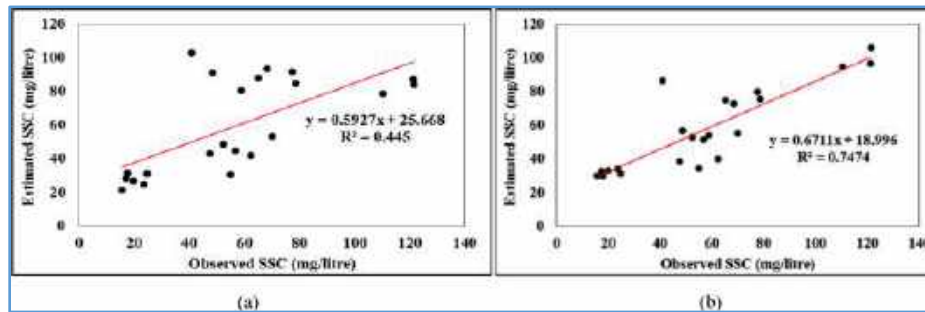 120
100
80
60
40
20
0
Estimated SSC (mg/litre)
y = 0.5927x + 25.668
R² = 0.445
0 20 40 60 80 100 120 140
Observed SSC (mg/litre)
(a)
120
100
80
60
40
20
0
Estimated SSC (mg/litre)
y = 0.6711x + 18.996
R² = 0.7474
0 20 40 60 80 100 120 140
Observed SSC (mg/litre)
(b)